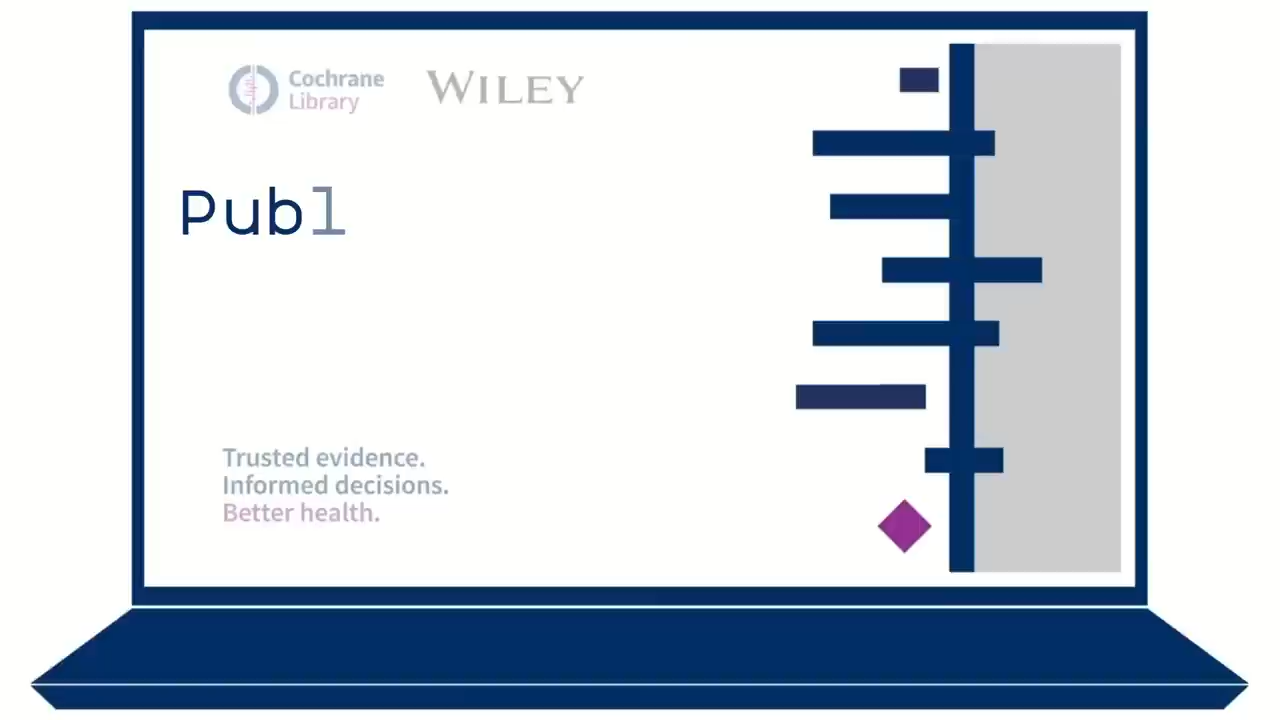 Cochrane
Library
WILEY
Publ
Trusted evidence.
Informed decisions.
Better health.